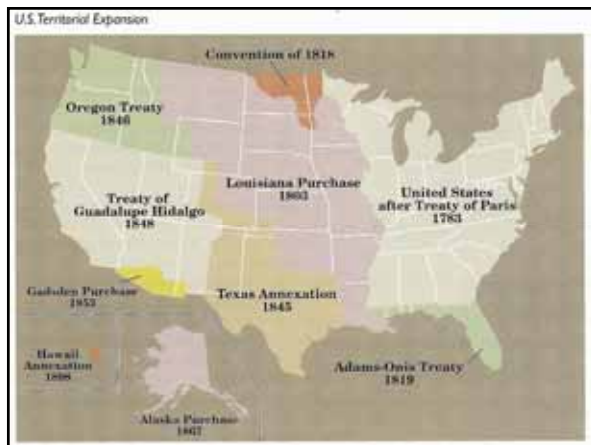 U.S. Territorial Expansion
Convention of 1818
Oregon Treaty
1846
Louisiana Purchase
1803
United States
after Treaty of Paris
1783
Treaty of
Guadalupe Hidalgo
1848
Gadsden Purchase
1853
Texas Annexation
1845
Hawaii
Annexation
1898
Adams-Onis Treaty
1819
Alaska Purchase
1867